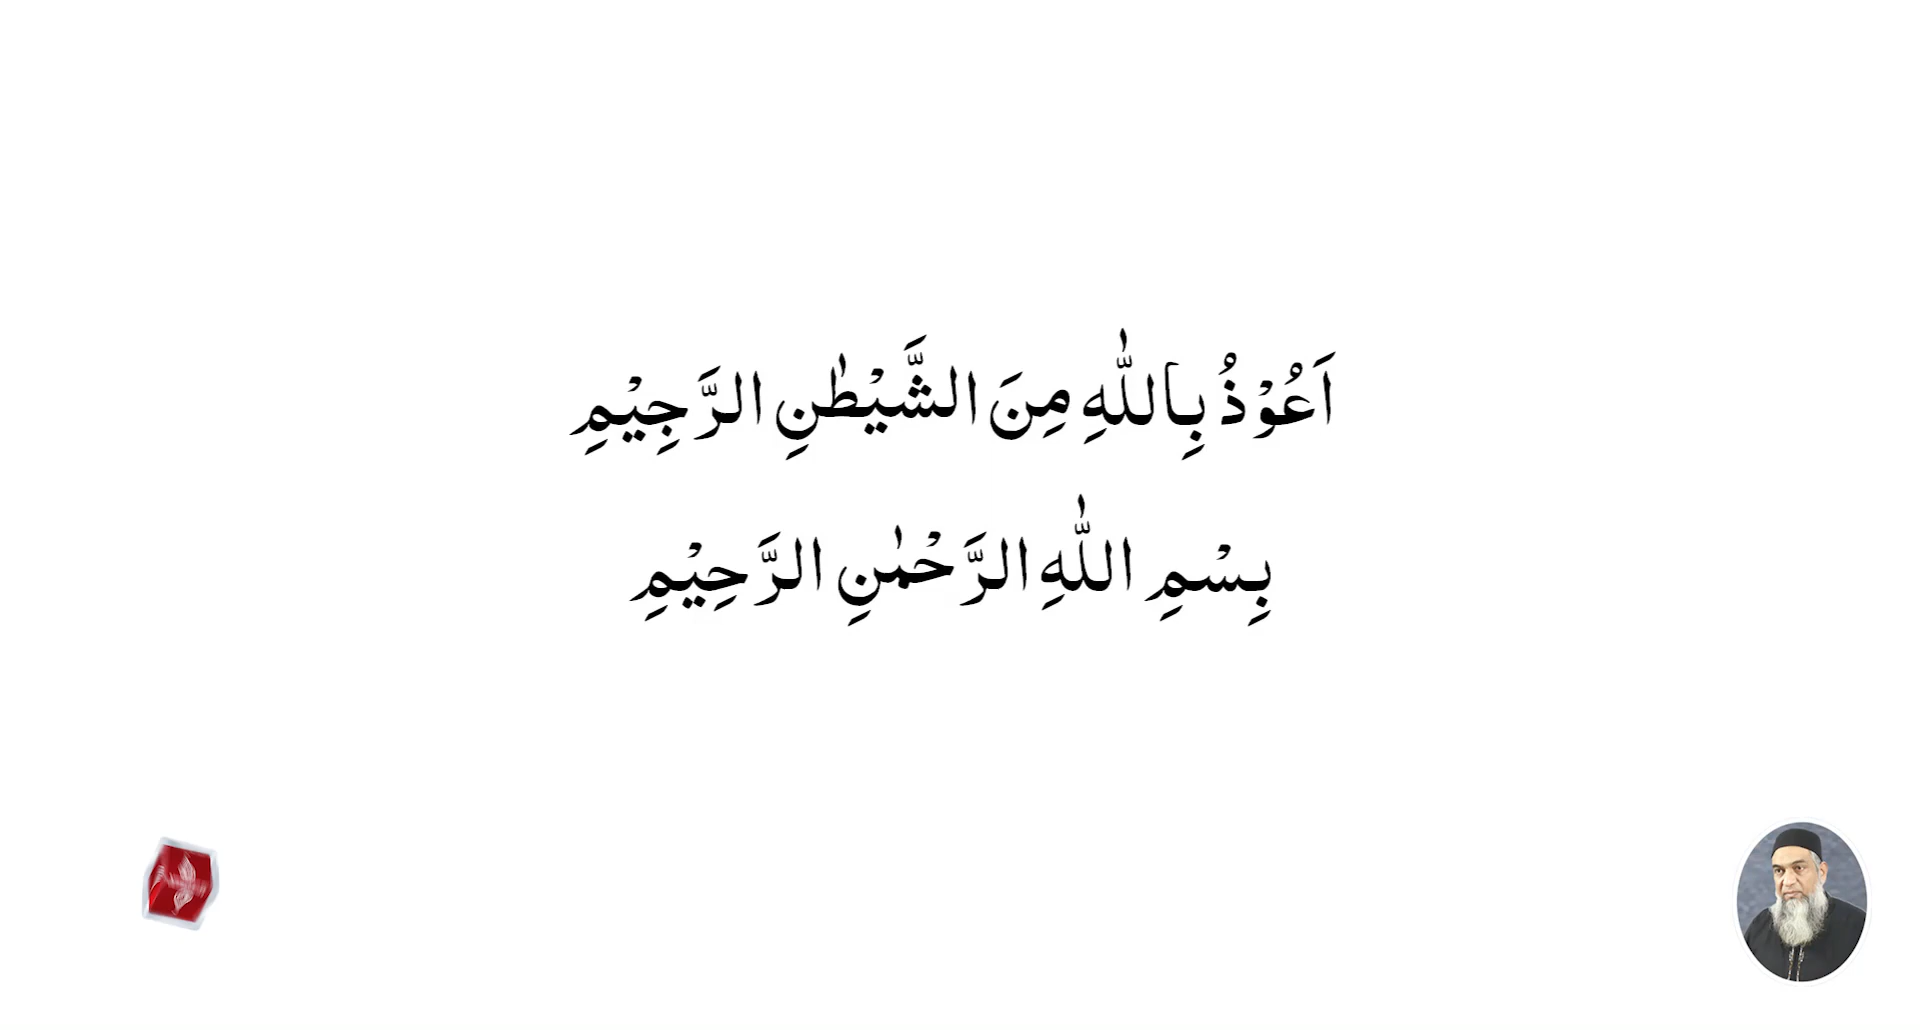 اَعُوْذُ بِاللّٰهِ مِنَ الشَّيْطٰنِ الرَّجِيْمِ
بِسْمِ اللّٰهِ الرَّحْمٰنِ الرَّحِيْمِ